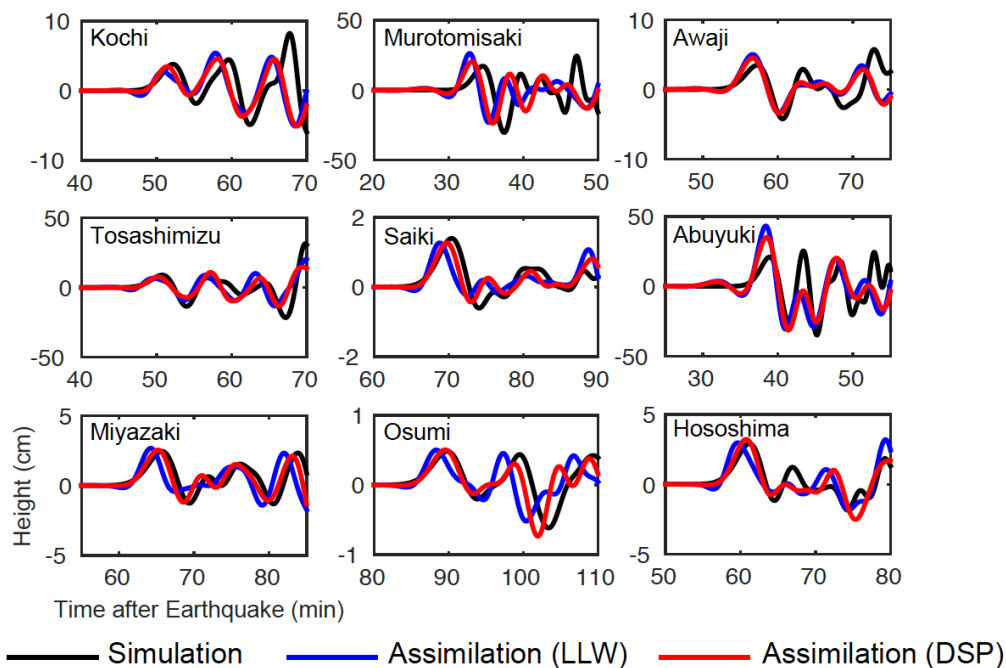 10
0
-10
Kochi
40 50 60 70
50
0
-50
Murotomisaki
20 30 40 50
10
0
-10
Awaji
50 60 70
50
0
-50
Tosashimizu
40 50 60 70
2
0
-2
Saiki
60 70 80 90
50
0
-50
Abuyuki
25 30 40 50
5
0
-5
Miyazaki
60 70 80
1
0
-1
Osumi
80 90 100 110
5
0
-5
Hososhima
50 60 70 80
Height (cm)
Time after Earthquake (min)
Simulation Assimilation (LLW) Assimilation (DSP)